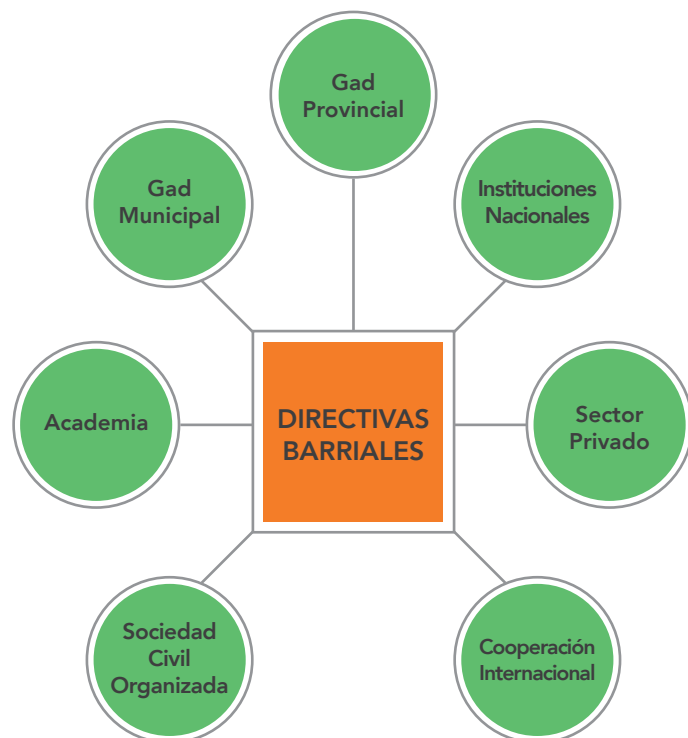 Gad
Provincial
Gad
Municipal
Instituciones
Nacionales
Academia
DIRECTIVAS
BARRIALES
Sector
Privado
Sociedad
Civil
Organizada
Cooperación
Internacional